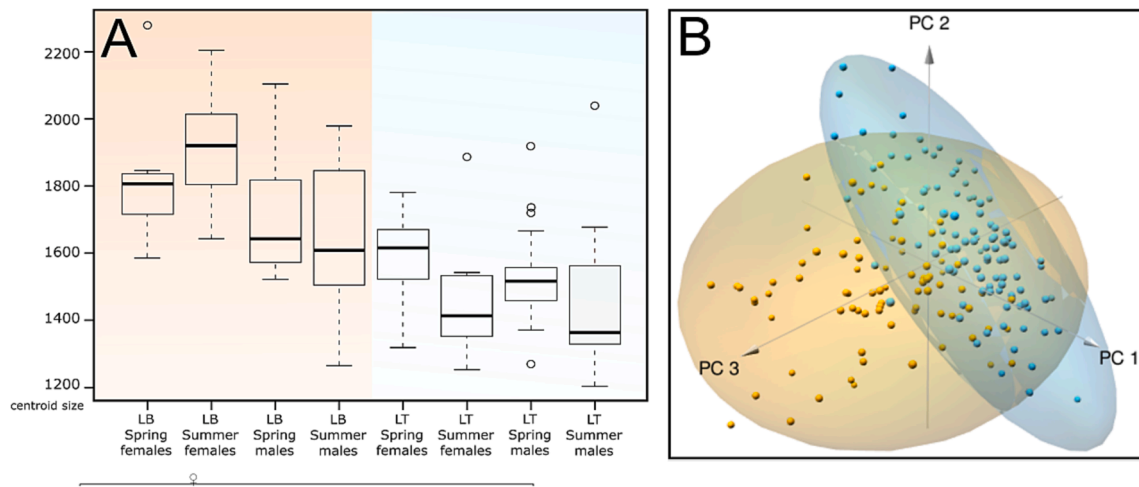 A
2200
2000
1800
1600
1400
1200
centroid size
LB
Spring
females
LB
Summer
females
LB
Spring
males
LB
Summer
males
LT
Spring
females
LT
Summer
females
LT
Spring
males
LT
Summer
males
B
PC 2
PC 1
PC 3
♀